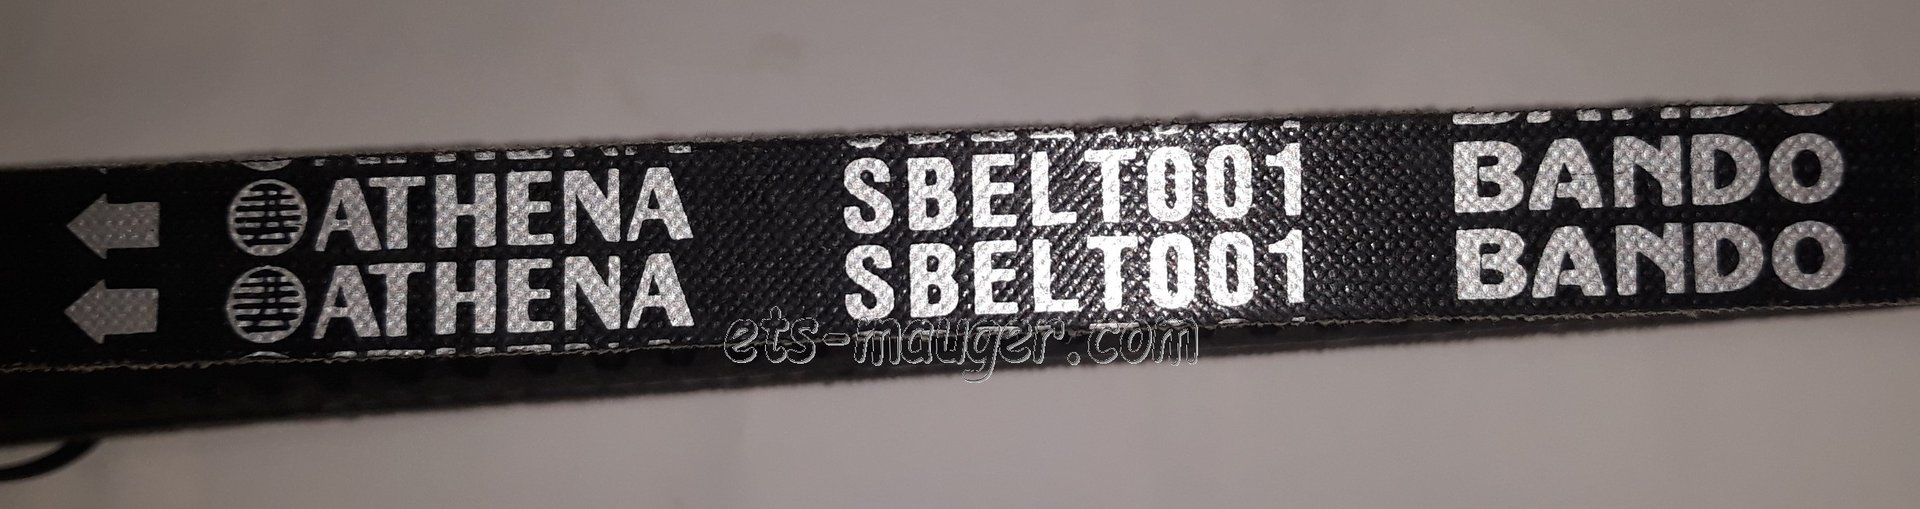 ATHENA SBELT001 BANDO
ATHENA SBELT001 BANDO
ets-mauger.com